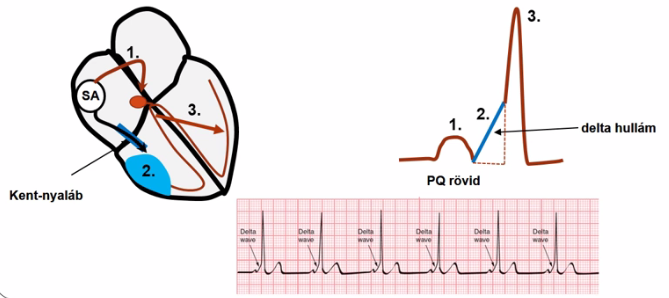 1.
SA
3.
2.
Kent-nyaláb
3.
2.
1.
delta hullám
PQ rövid
Delta
wave
Delta
wave
Delta
wave
Delta
wave
Delta
wave
Delta
wave